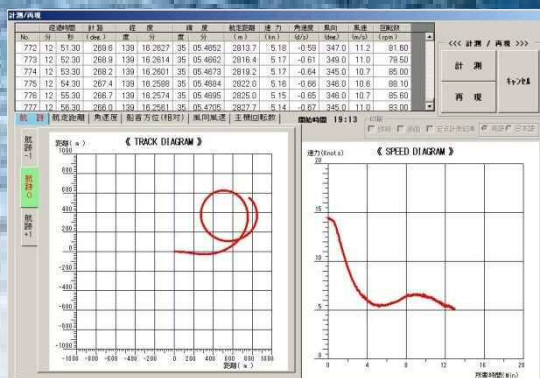 計測/再現
経過時間 計測 経 度 緯 度 航走距離 速 力 角速度 風向 風速 回転数
No. 分 秒 (deg.) 度 分 度 分 (m) (kn) (d/s) (deg) (m/s) (rpm)
772 12 51.30 269.6 139 16.2627 35 05.4652 2813.7 5.18 -0.59 347.0 11.2 81.60
773 12 52.30 268.9 139 16.2614 35 05.4662 2816.4 5.17 -0.61 349.0 11.0 79.50
774 12 53.30 268.2 139 16.2601 35 05.4673 2819.2 5.17 -0.64 345.0 10.7 85.00
775 12 54.30 267.4 139 16.2588 35 05.4684 2822.0 5.16 -0.66 346.0 10.6 88.10
776 12 55.30 266.7 139 16.2574 35 05.4695 2825.0 5.15 -0.65 346.0 10.7 85.60
777 12 56.30 266.0 139 16.2561 35 05.4705 2827.7 5.14 -0.67 345.0 11.0 83.00
<<< 計測 / 再現 >>>
計 測
再 現
キャンセル
航 跡 航走距離 角速度 船首方位(相対) 風向風速 主機回転数 開始時間 19:13
航跡-1
航跡0
航跡+1
距離(m) 《 TRACK DIAGRAM 》
1000
800
600
400
200
0
-200
-400
-600
-800
-1000
-1000 -800 -600 -400 -200 0 200 400 600 800 1000
距離(m)
速力(Knots) 《 SPEED DIAGRAM 》
20
15
10
5
0
0 4 8 12 16 20
所要時間(Min)